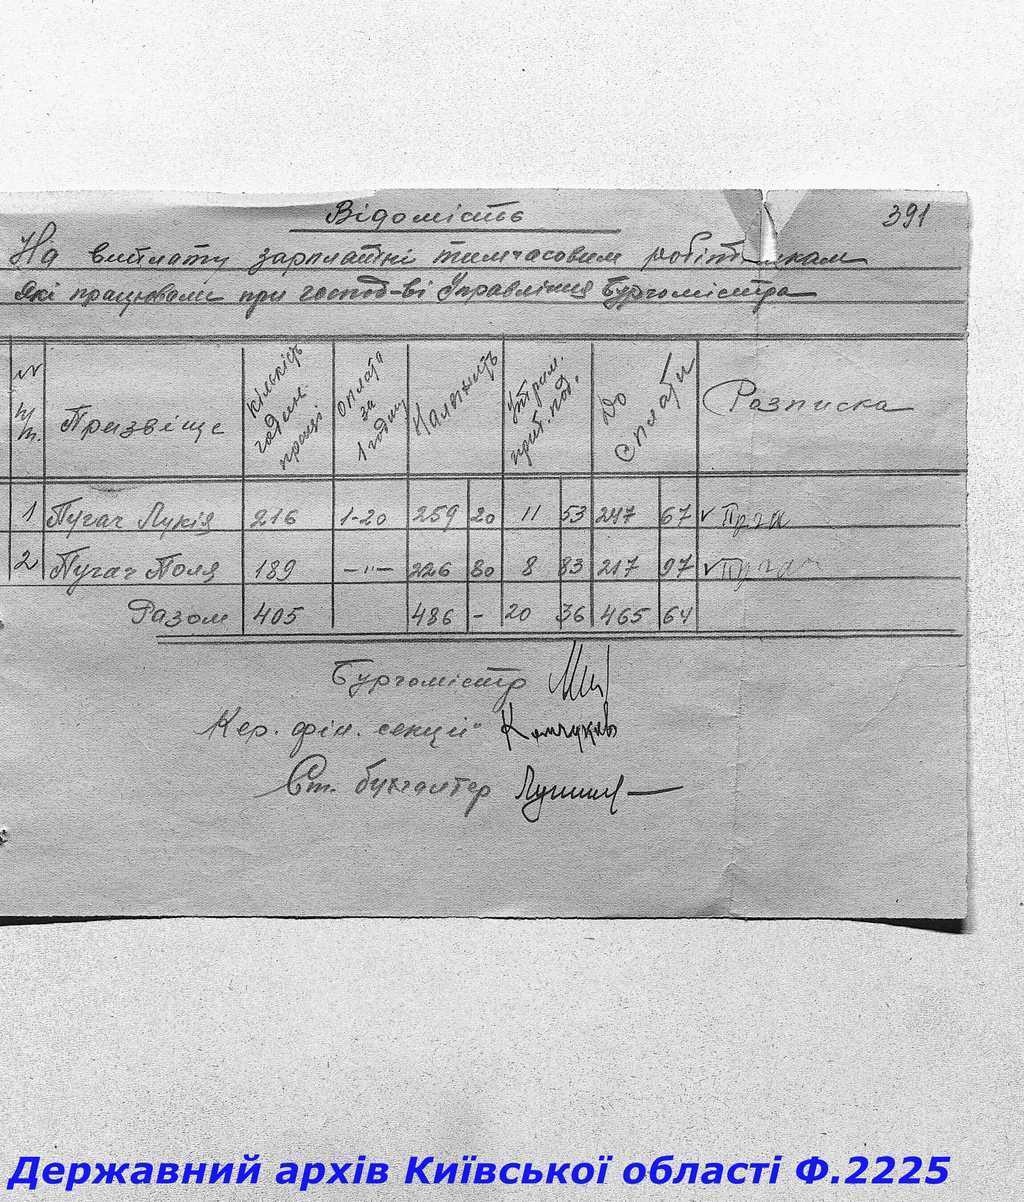 Відомість
391
На виплату зарплатні тимчасовим робітникам
Які працювали при господ-ві Управління Бургомістра
№ п/п. Призвіще Кількість годин праці Оплата за 1 годину Належить Утрим. приб. под. До сплати Розписка
1 Пугач Лукія 216 1-20 259 20 11 53 247 67 ✓
2 Пугач Поля 189 —"— 226 80 8 83 217 97 ✓ Пугач
Разом 405 486 - 20 36 465 64
Бургомістр
Кер. фін. секції
Ст. бухгалтер
Державний архів Київської області Ф.2225